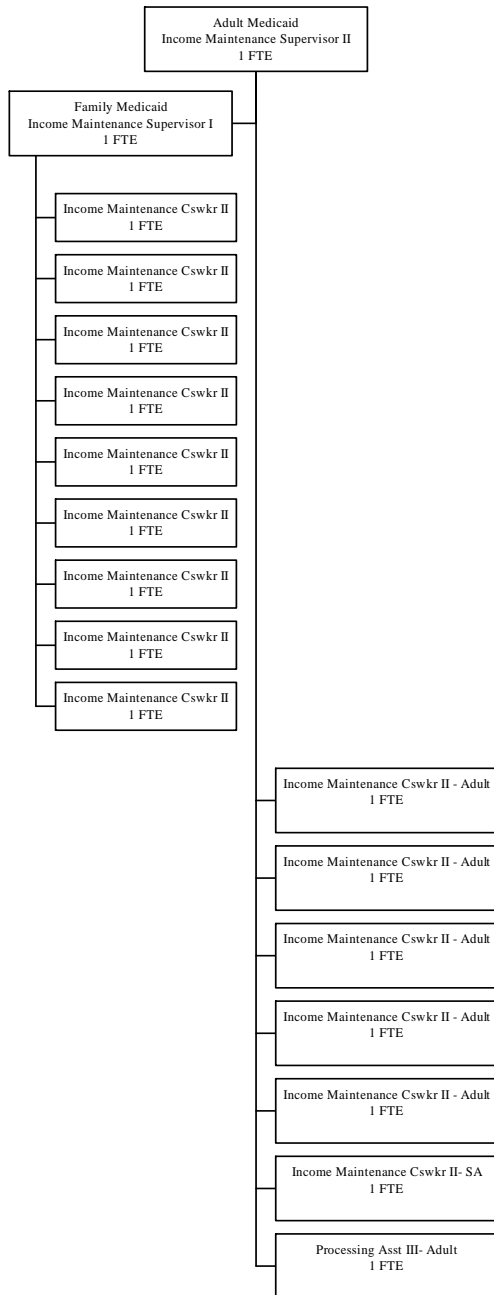 Adult Medicaid
Income Maintenance Supervisor II
1 FTE
Family Medicaid
Income Maintenance Supervisor I
1 FTE
Income Maintenance Cswkr II
1 FTE
Income Maintenance Cswkr II
1 FTE
Income Maintenance Cswkr II
1 FTE
Income Maintenance Cswkr II
1 FTE
Income Maintenance Cswkr II
1 FTE
Income Maintenance Cswkr II
1 FTE
Income Maintenance Cswkr II
1 FTE
Income Maintenance Cswkr II
1 FTE
Income Maintenance Cswkr II
1 FTE
Income Maintenance Cswkr II - Adult
1 FTE
Income Maintenance Cswkr II - Adult
1 FTE
Income Maintenance Cswkr II - Adult
1 FTE
Income Maintenance Cswkr II - Adult
1 FTE
Income Maintenance Cswkr II - Adult
1 FTE
Income Maintenance Cswkr II- SA
1 FTE
Processing Asst III- Adult
1 FTE